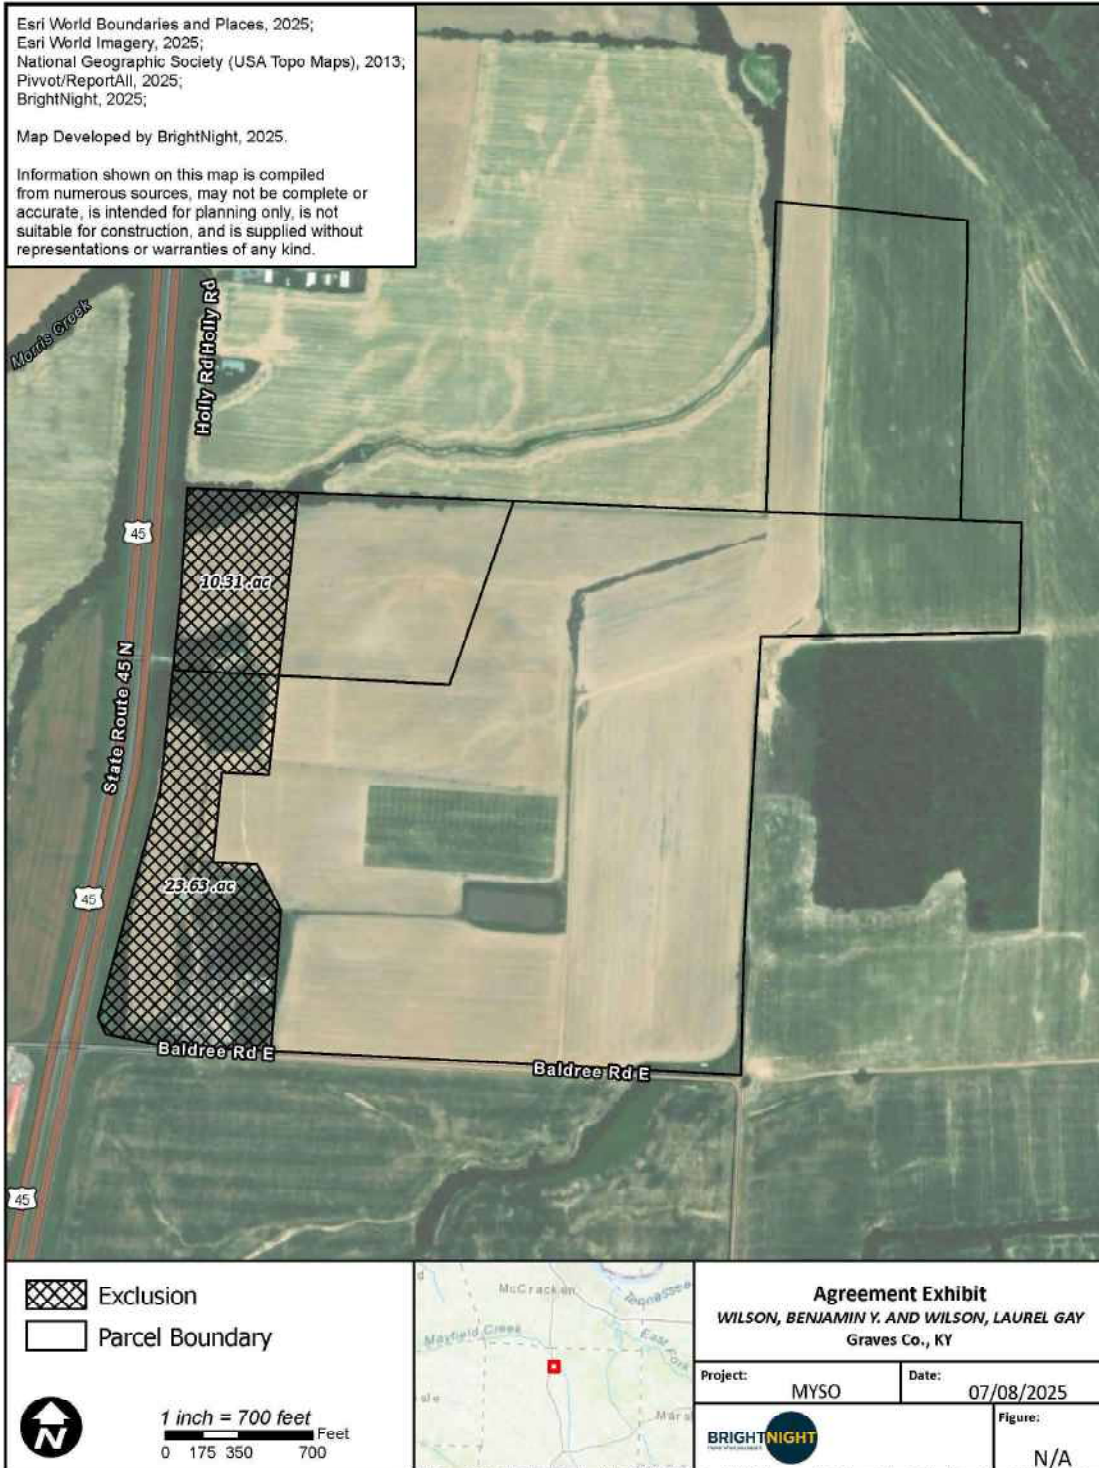 Esri World Boundaries and Places, 2025;
Esri World Imagery, 2025;
National Geographic Society (USA Topo Maps), 2013;
Pivvot/ReportAll, 2025;
BrightNight, 2025;
Map Developed by BrightNight, 2025.
Information shown on this map is compiled
from numerous sources, may not be complete or
accurate, is intended for planning only, is not
suitable for construction, and is supplied without
representations or warranties of any kind.
Morris Creek
Holly Rd Holly Rd
45
10.31 .ac
State Route 45 N
23.63 .ac
45
Baldree Rd E
Baldree Rd E
45
Exclusion
Parcel Boundary
N
1 inch = 700 feet
Feet
0 175 350 700
McCracken
Tennessee
Mayfield Creek
East Fork
Mars
Agreement Exhibit
WILSON, BENJAMIN Y. AND WILSON, LAUREL GAY
Graves Co., KY
Project: MYSO
Date: 07/08/2025
BRIGHTNIGHT
Figure: N/A